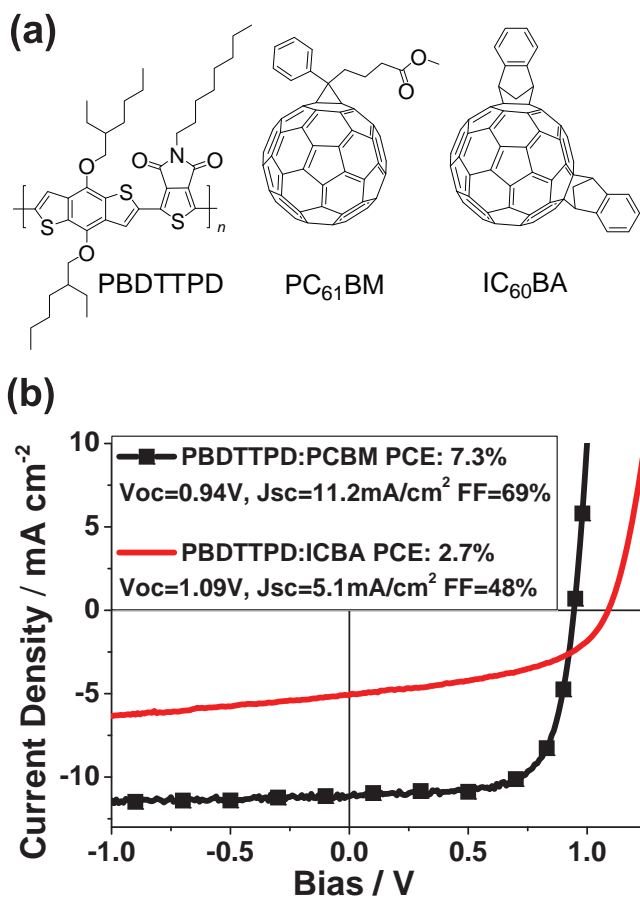 (a)
O
O
N
O
O
S
S
S
n
O
O
O
PBDTTPD
PC₆₁BM
IC₆₀BA
(b)
PBDTTPD:PCBM PCE: 7.3%
Voc=0.94V, Jsc=11.2mA/cm² FF=69%
PBDTTPD:ICBA PCE: 2.7%
Voc=1.09V, Jsc=5.1mA/cm² FF=48%
10
5
0
-5
-10
Current Density / mA cm⁻²
-1.0 -0.5 0.0 0.5 1.0
Bias / V